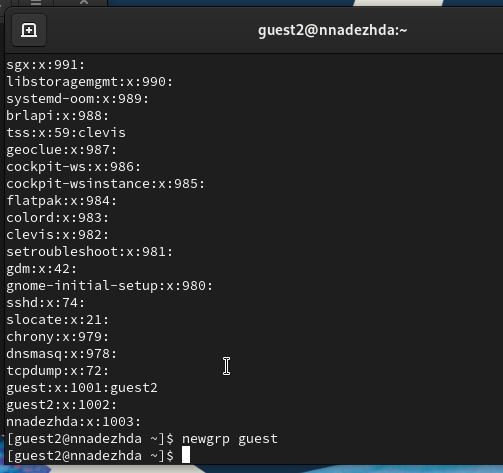 guest2@nnadezhda:~
sgx:x:991:
libstoragemgmt:x:990:
systemd-oom:x:989:
brlapi:x:988:
tss:x:59:clevis
geoclue:x:987:
cockpit-ws:x:986:
cockpit-wsinstance:x:985:
flatpak:x:984:
colord:x:983:
clevis:x:982:
setroubleshoot:x:981:
gdm:x:42:
gnome-initial-setup:x:980:
sshd:x:74:
slocate:x:21:
chrony:x:979:
dnsmasq:x:978:
tcpdump:x:72:
guest:x:1001:guest2
guest2:x:1002:
nnadezhda:x:1003:
[guest2@nnadezhda ~]$ newgrp guest
[guest2@nnadezhda ~]$